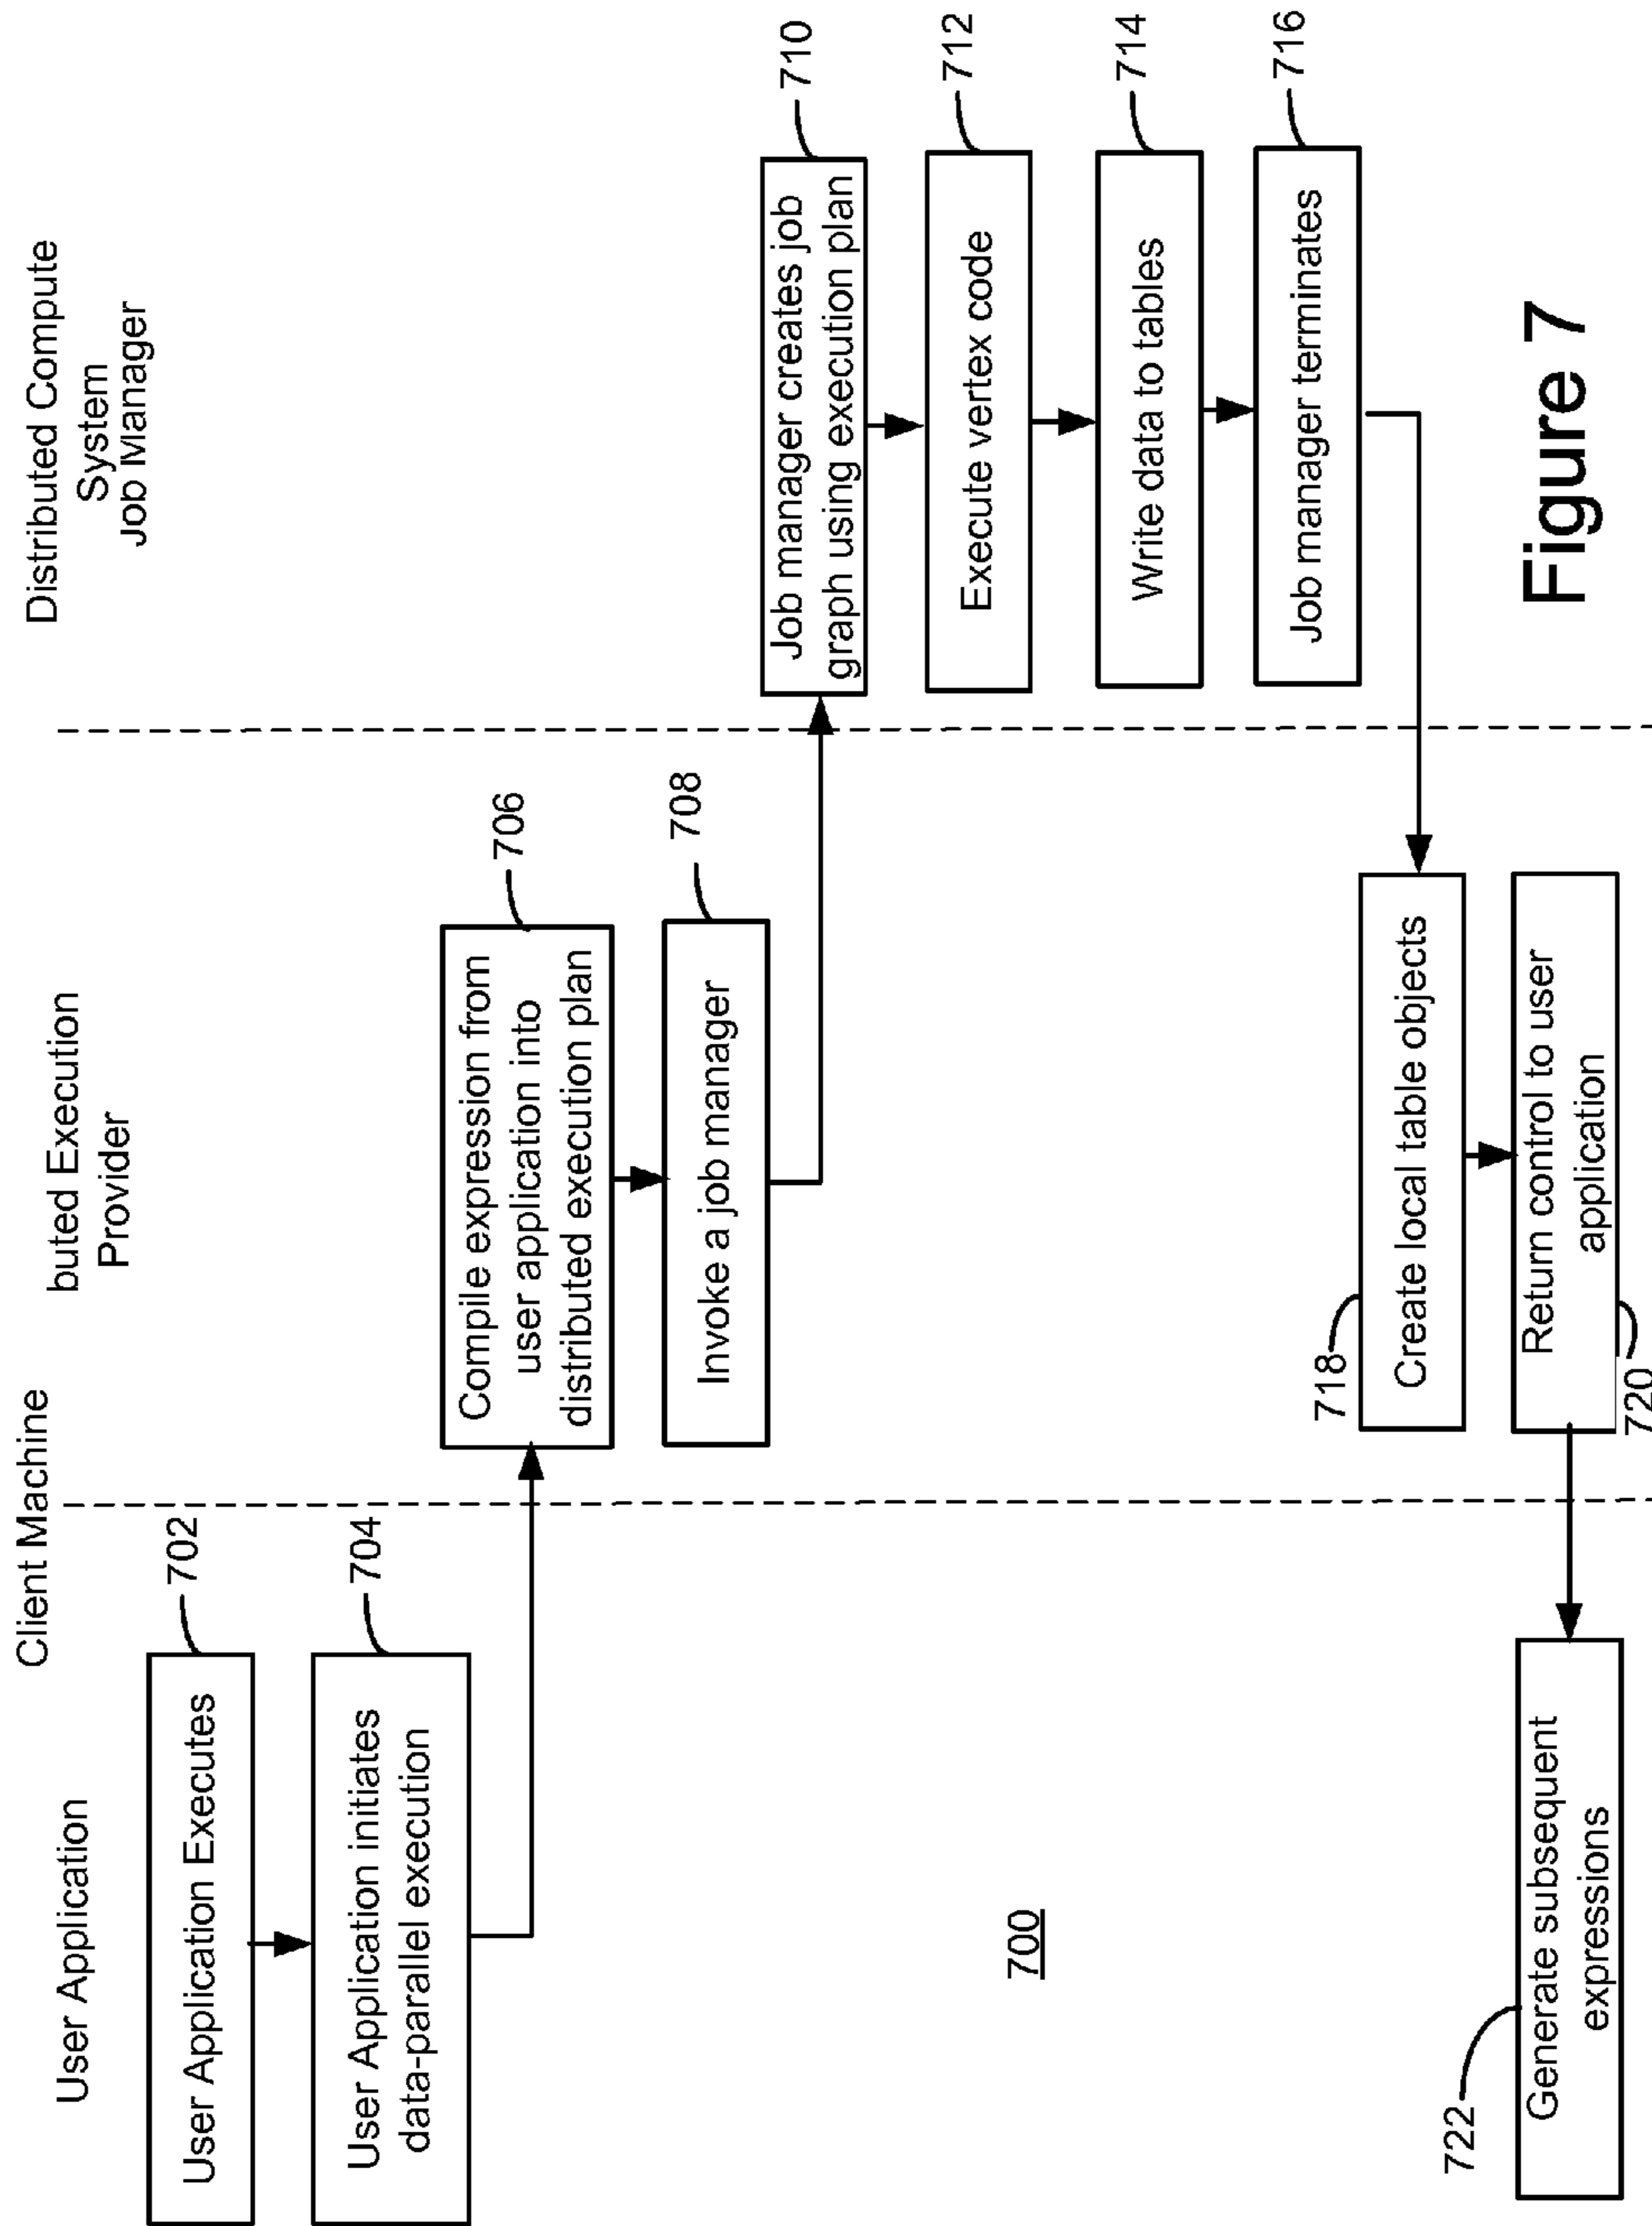 Client Machine
User Application
buted Execution
Provider
Distributed Compute
System
Job Manager
User Application Executes
702
User Application initiates
data-parallel execution
704
Compile expression from
user application into
distributed execution plan
706
Invoke a job manager
708
Job manager creates job
graph using execution plan
710
Execute vertex code
712
Write data to tables
714
Job manager terminates
716
718
Create local table objects
Return control to user
application
720
722
Generate subsequent
expressions
700
Figure 7